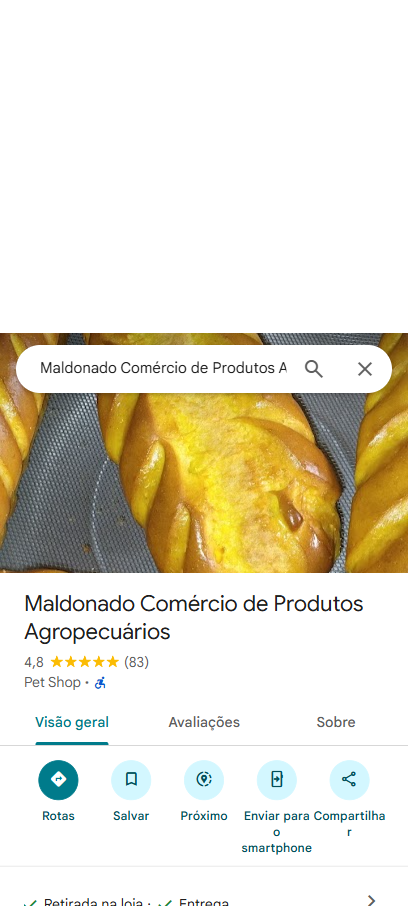 Maldonado Comércio de Produtos A
Maldonado Comércio de Produtos
Agropecuários
4,8 (83)
Pet Shop ·
Visão geral Avaliações Sobre
Rotas Salvar Próximo Enviar para o smartphone Compartilhar
Retirada na loja · Entrega